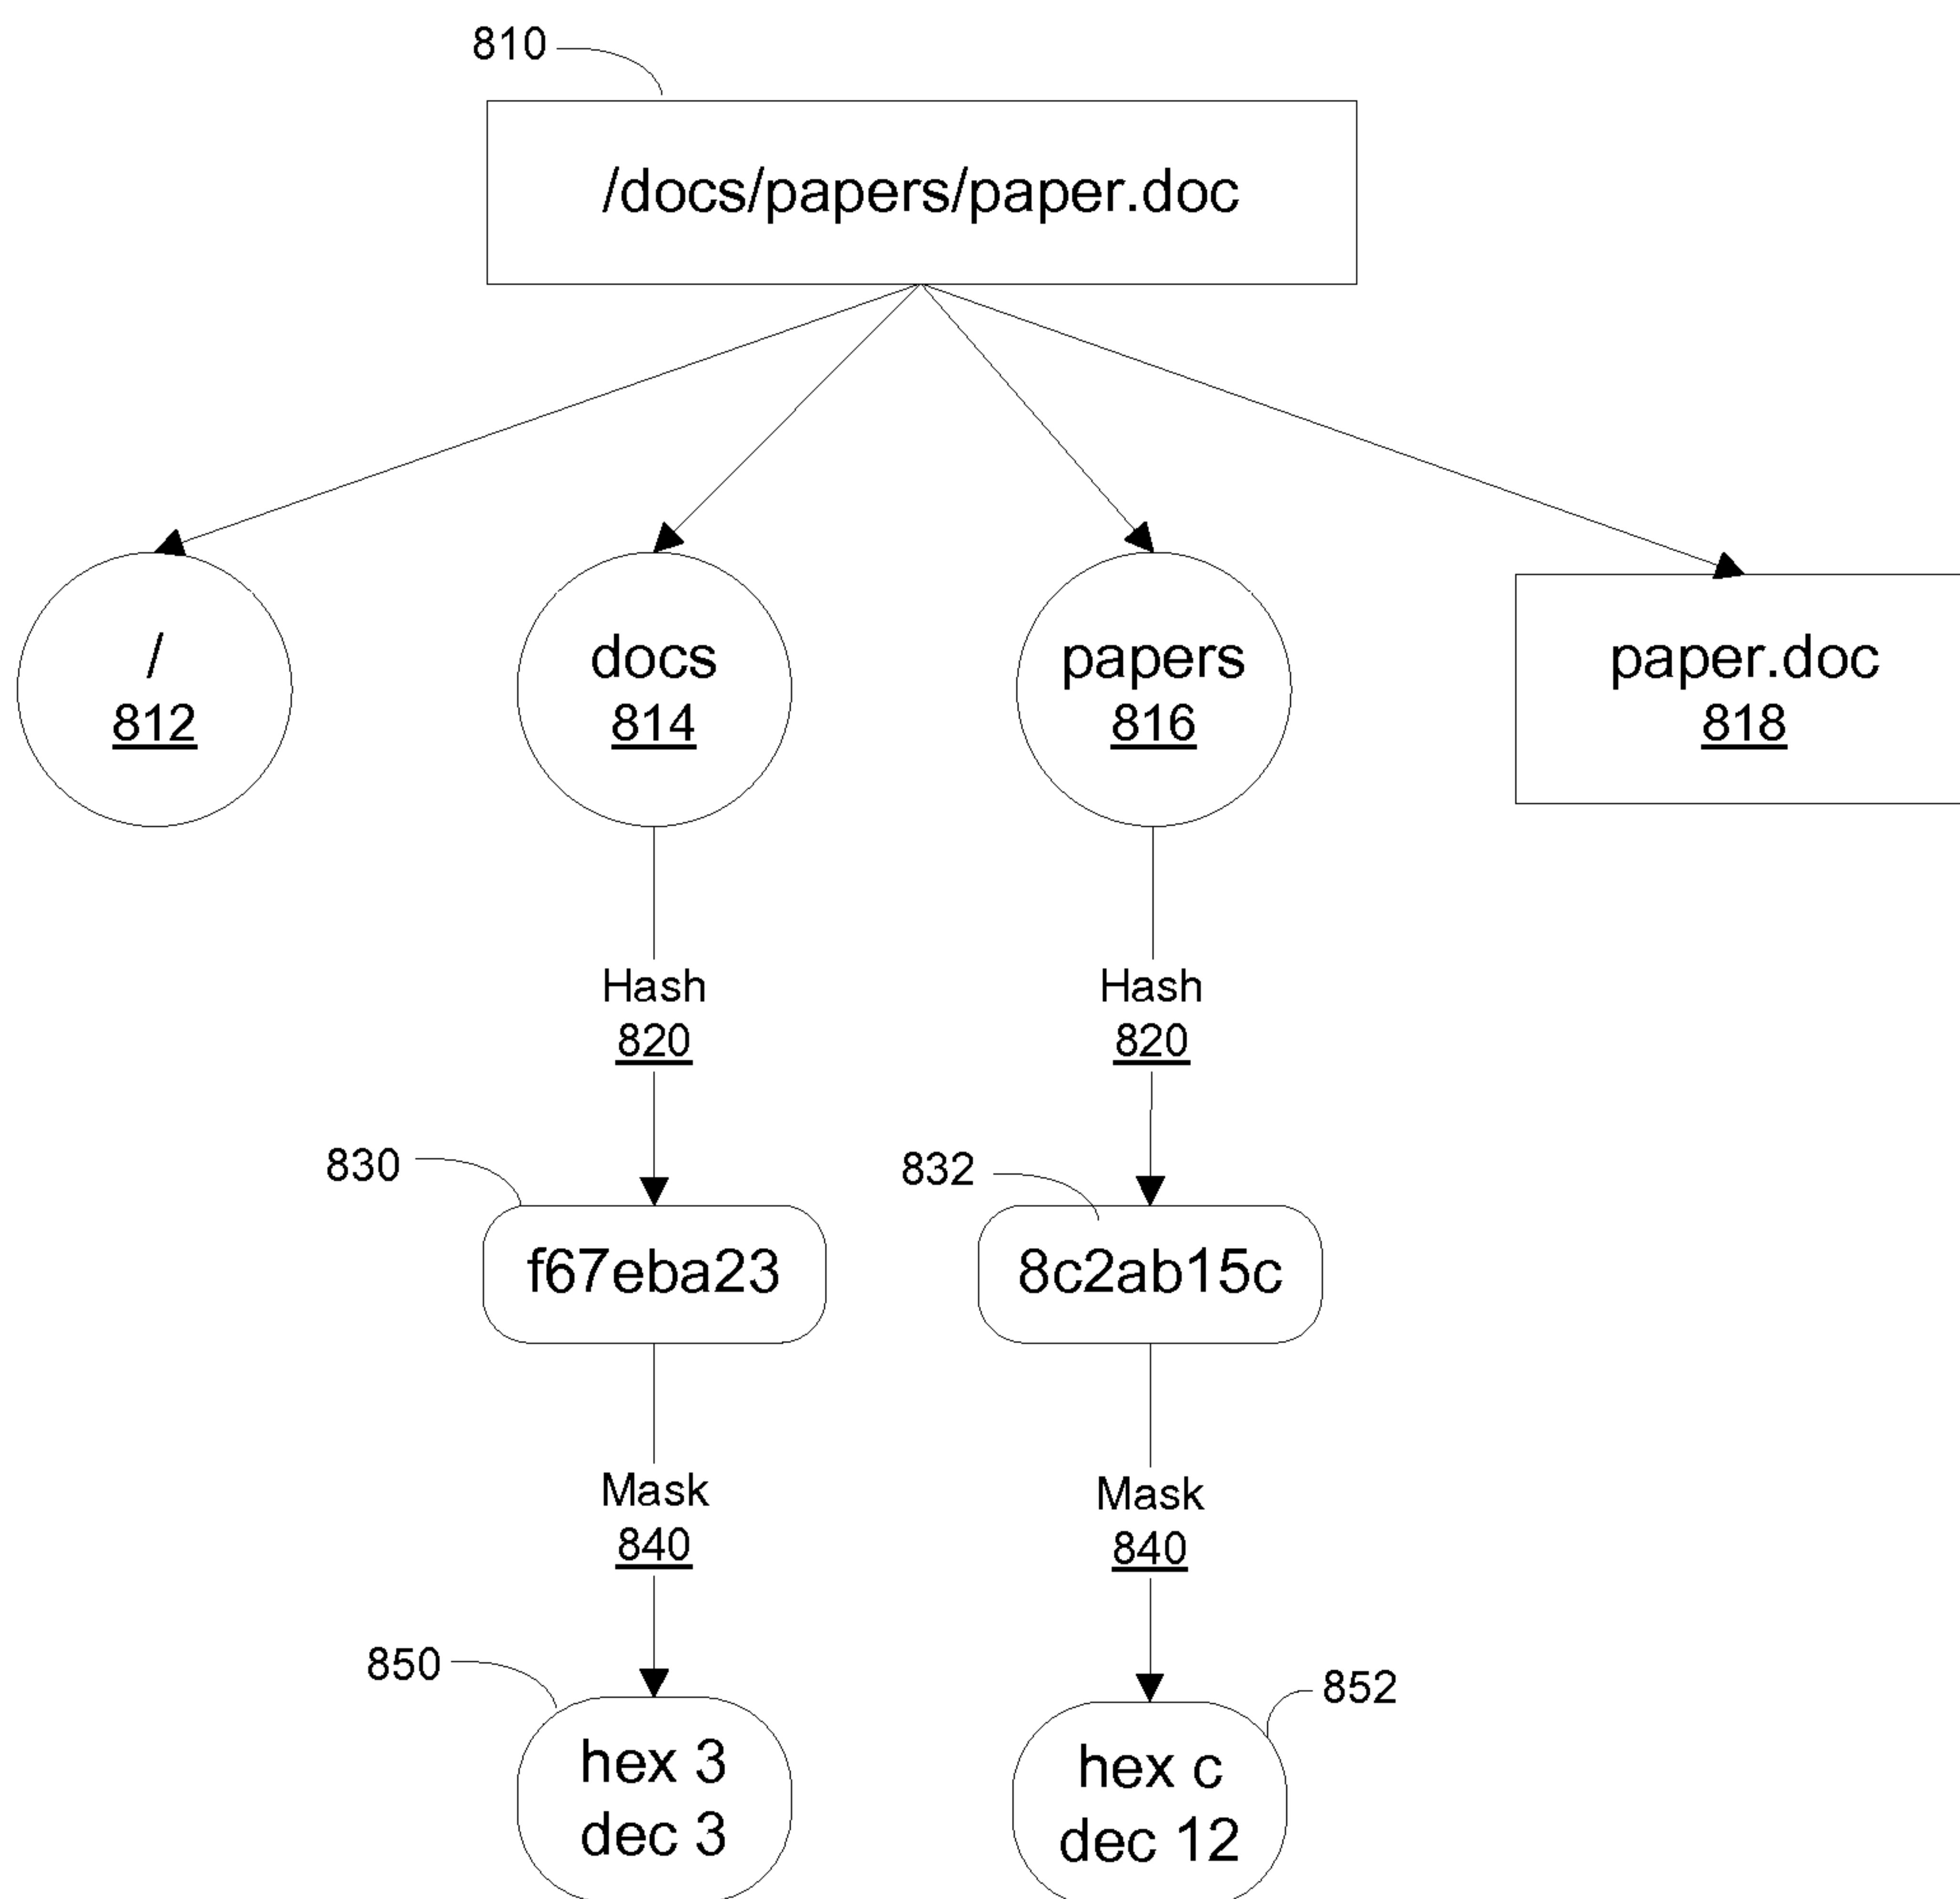 810
/docs/papers/paper.doc
/
812
docs
814
papers
816
paper.doc
818
Hash
820
Hash
820
830
832
f67eba23
8c2ab15c
Mask
840
Mask
840
850
852
hex 3
dec 3
hex c
dec 12